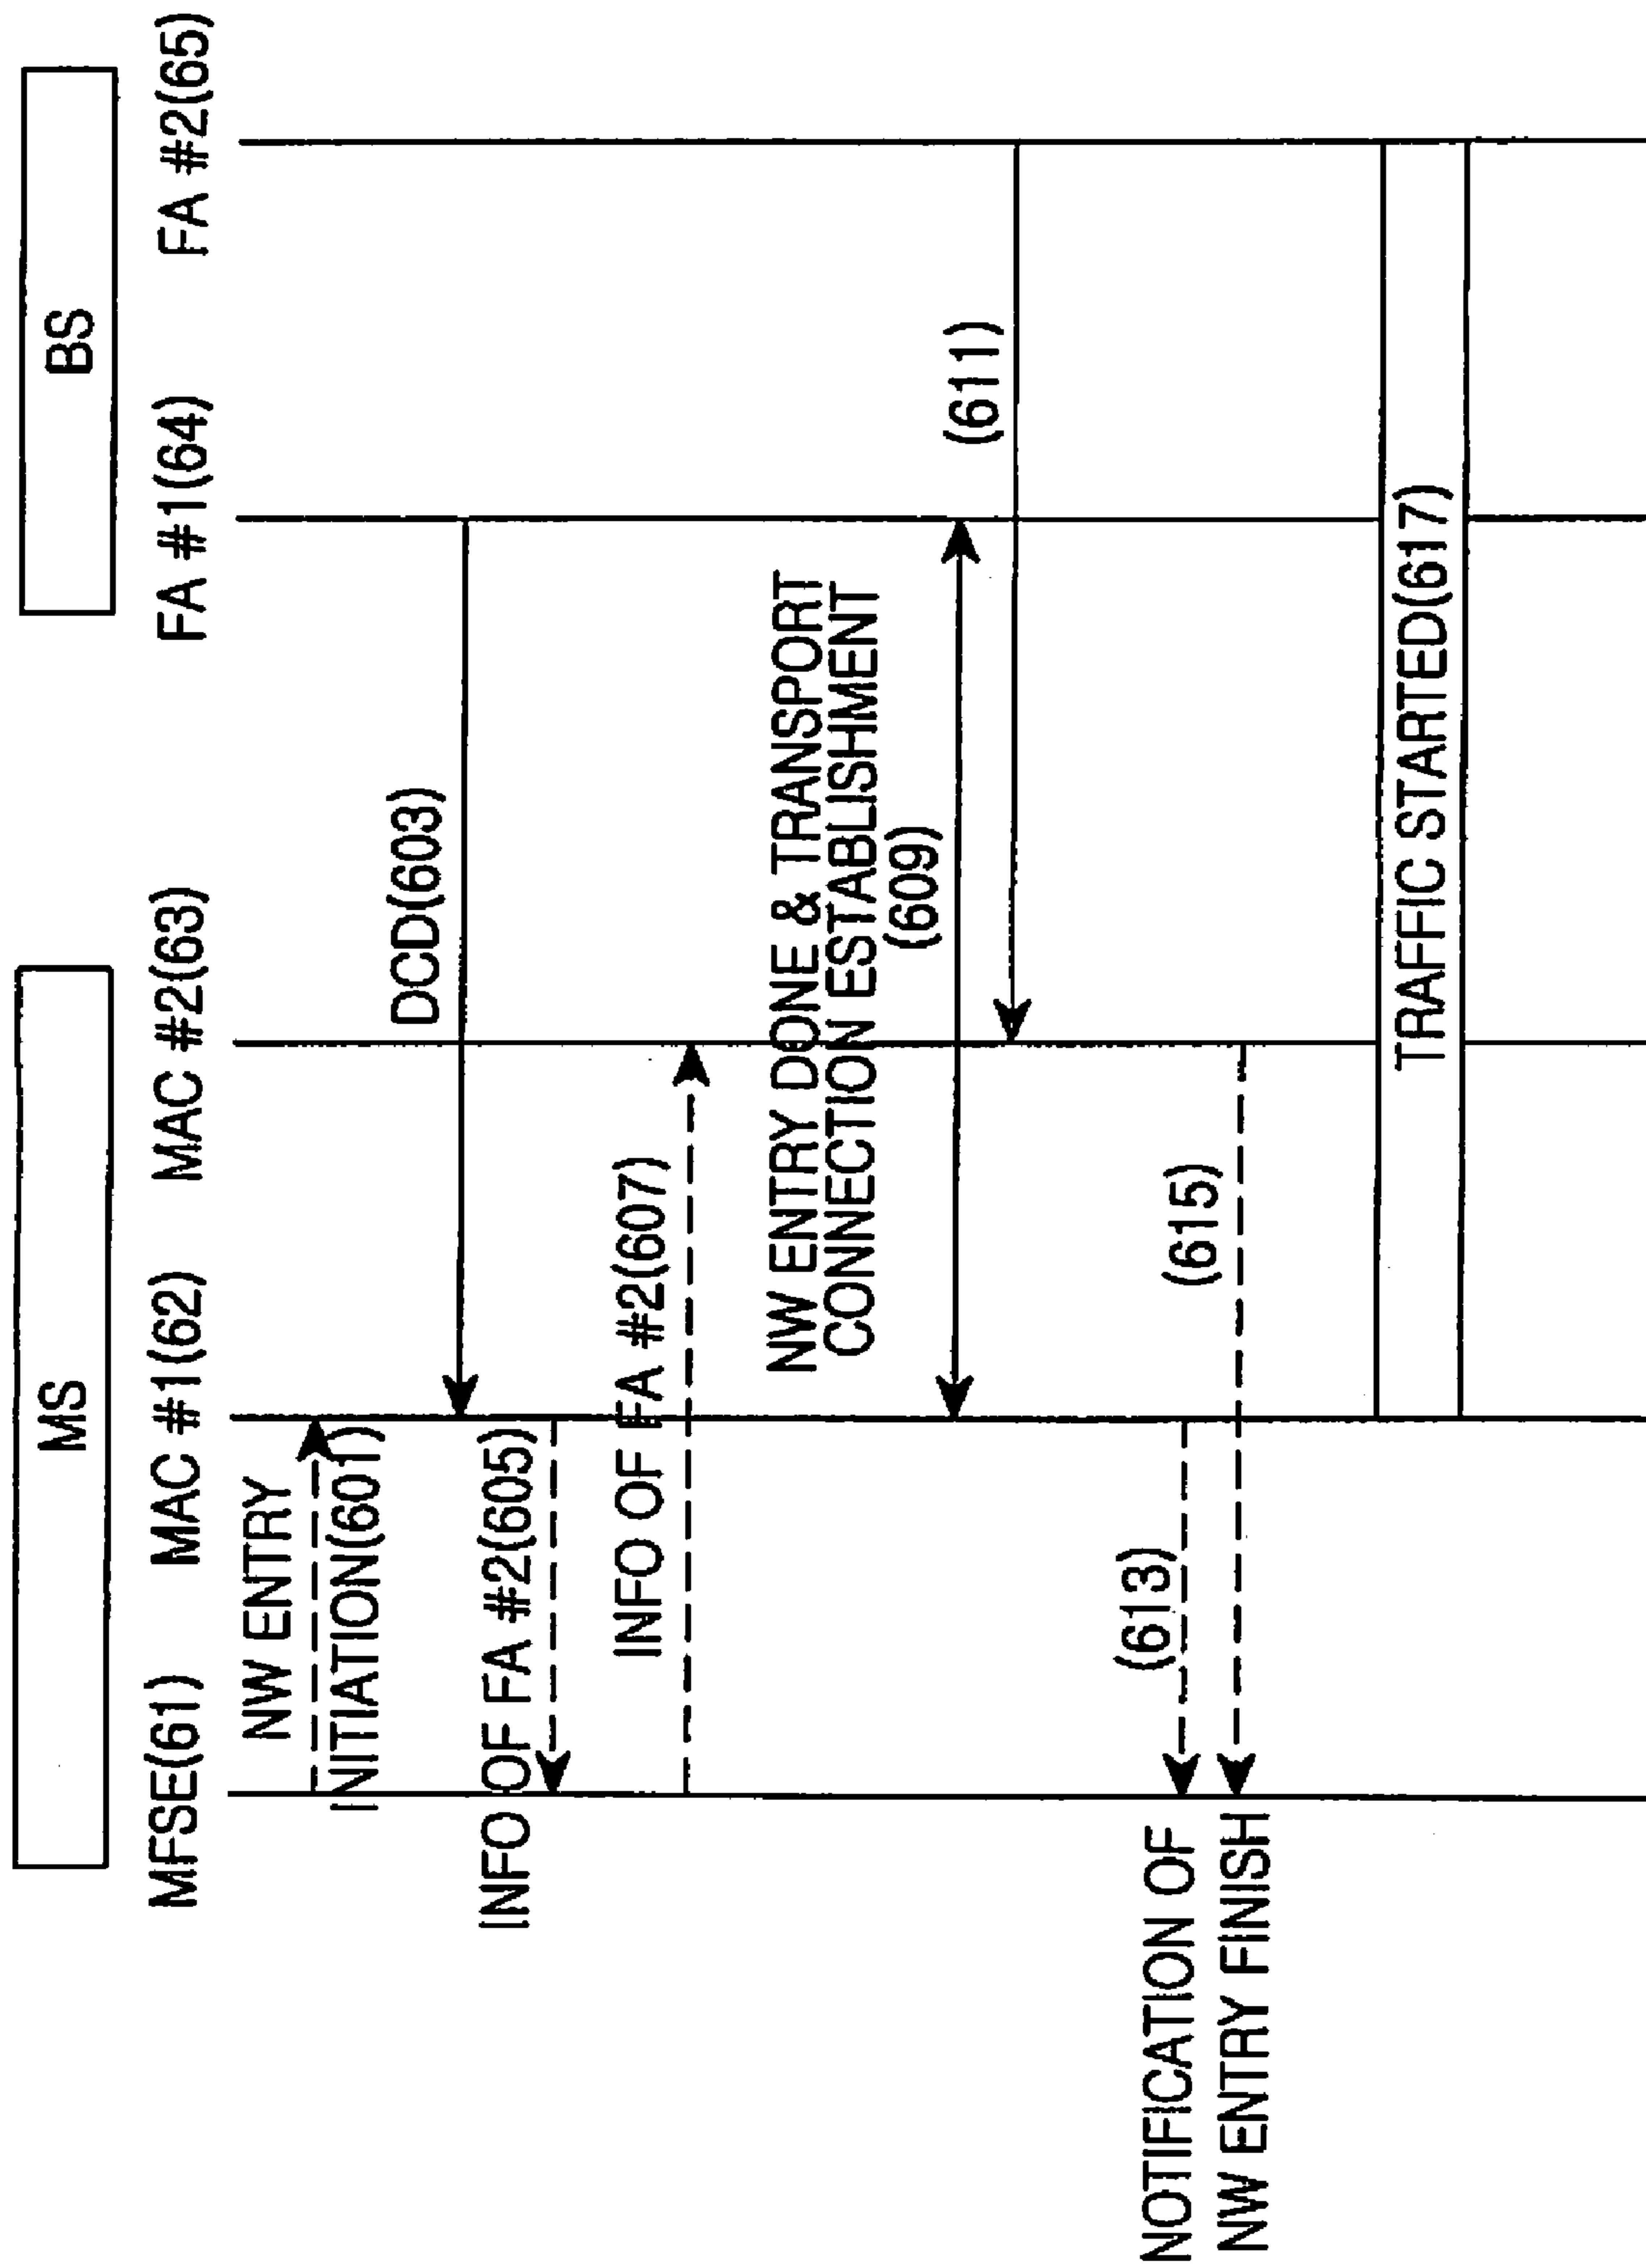 MS
BS
MFSE(61)
MAC #1(62)
MAC #2(63)
FA #1(64)
FA #2(65)
NW ENTRY
INITIATION(601)
DCD(603)
INFO OF FA #2(605)
INFO OF FA #2(607)
NW ENTRY DONE & TRANSPORT
CONNECTION ESTABLISHMENT
(609)
(611)
NOTIFICATION OF
NW ENTRY FINISH
(613)
(615)
TRAFFIC STARTED(617)